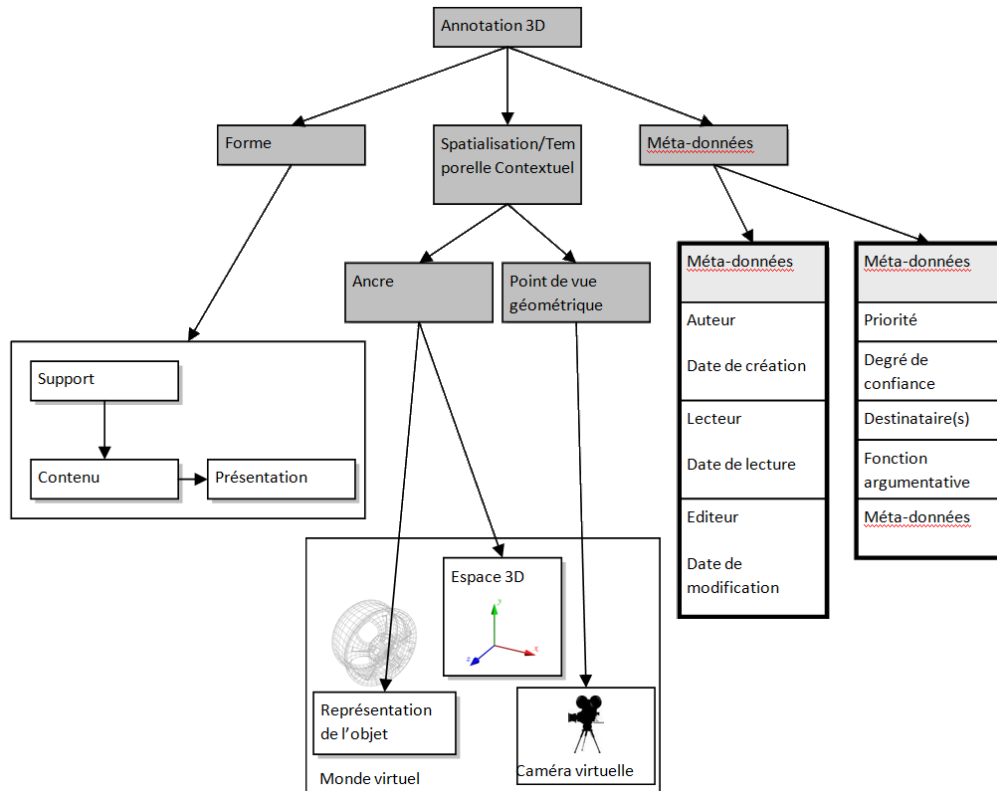 Annotation 3D
Forme
Spatialisation/Tem
porelle Contextuel
Méta-données
Ancre
Point de vue
géométrique
Support
Contenu
Présentation
Espace 3D
y
x
z
Représentation
de l'objet
Caméra virtuelle
Monde virtuel
Méta-données
Auteur
Date de création
Lecteur
Date de lecture
Editeur
Date de
modification
Méta-données
Priorité
Degré de
confiance
Destinataire(s)
Fonction
argumentative
Méta-données